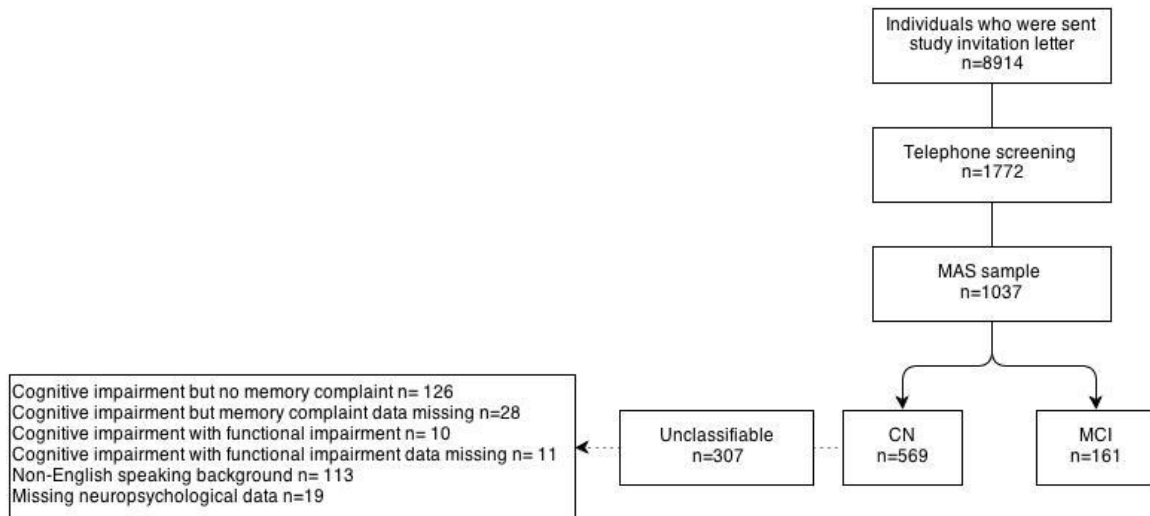 Individuals who were sent
study invitation letter
n=8914
Telephone screening
n=1772
MAS sample
n=1037
Cognitive impairment but no memory complaint n= 126
Cognitive impairment but memory complaint data missing n=28
Cognitive impairment with functional impairment n= 10
Cognitive impairment with functional impairment data missing n= 11
Non-English speaking background n= 113
Missing neuropsychological data n=19
Unclassifiable
n=307
CN
n=569
MCI
n=161